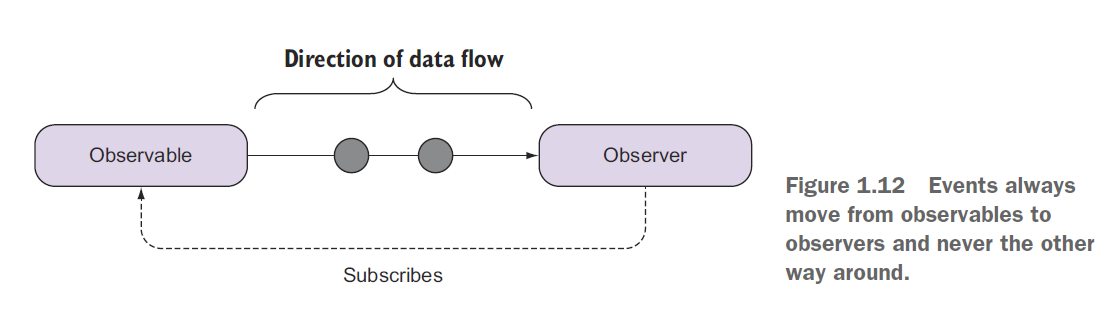 Direction of data flow
Observable
Observer
Subscribes
Figure 1.12 Events always
move from observables to
observers and never the other
way around.